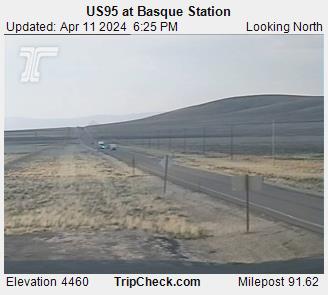 US95 at Basque Station
Updated: Apr 11 2024 6:25 PM Looking North
Elevation 4460 TripCheck.com Milepost 91.62